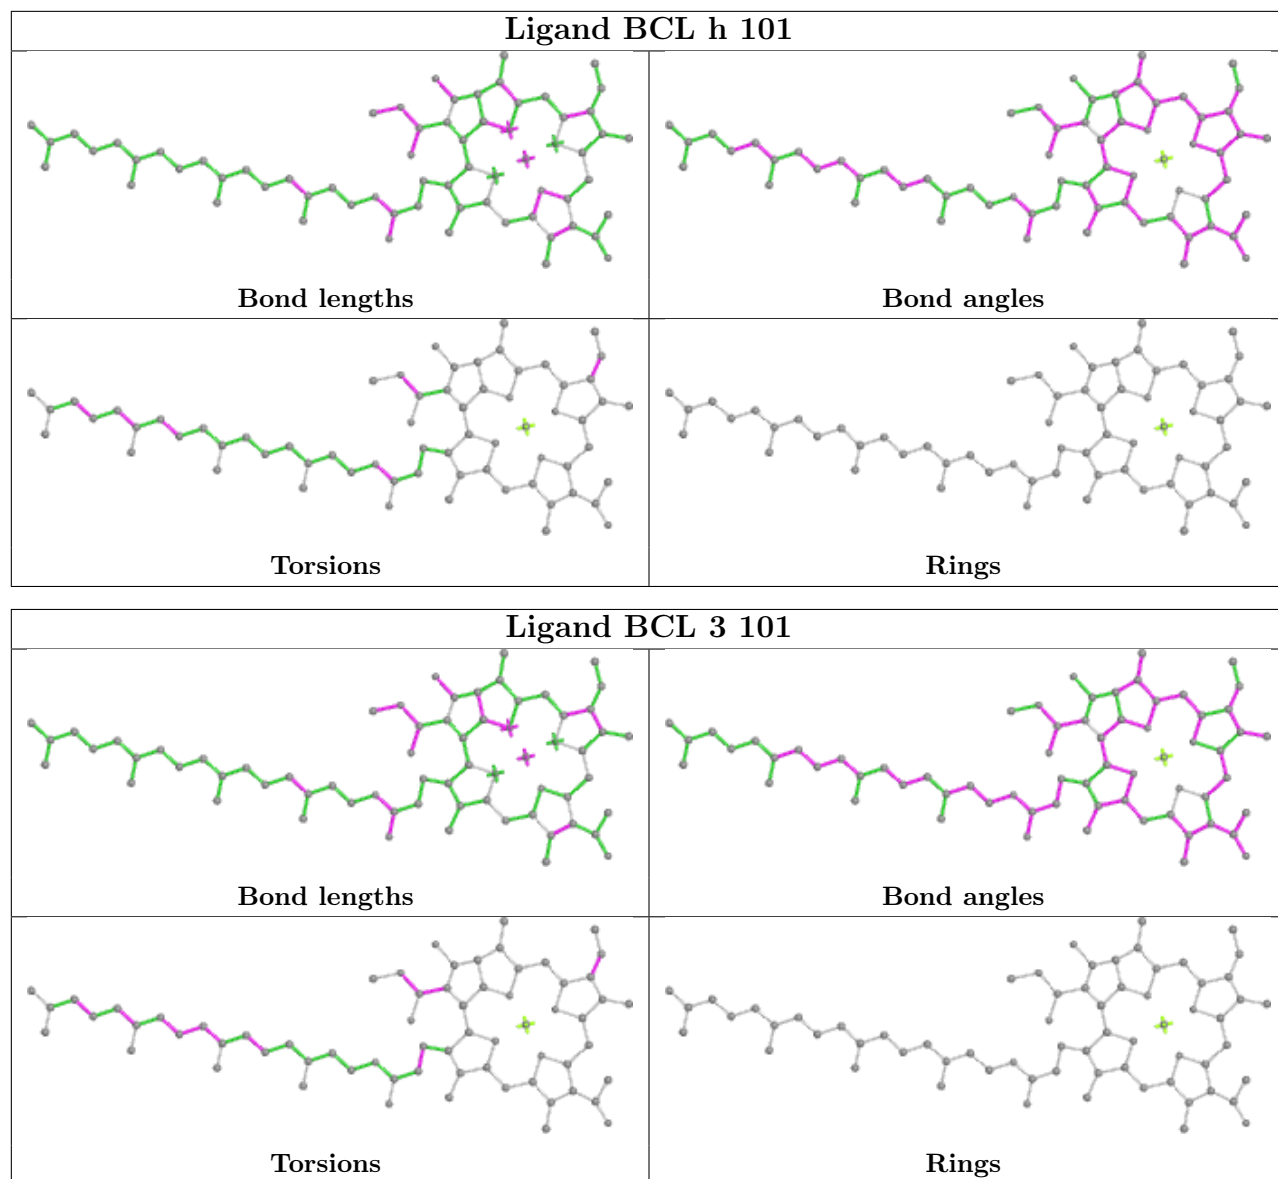 Ligand BCL h 101
Bond lengths
Bond angles
Torsions
Rings
Ligand BCL 3 101
Bond lengths
Bond angles
Torsions
Rings